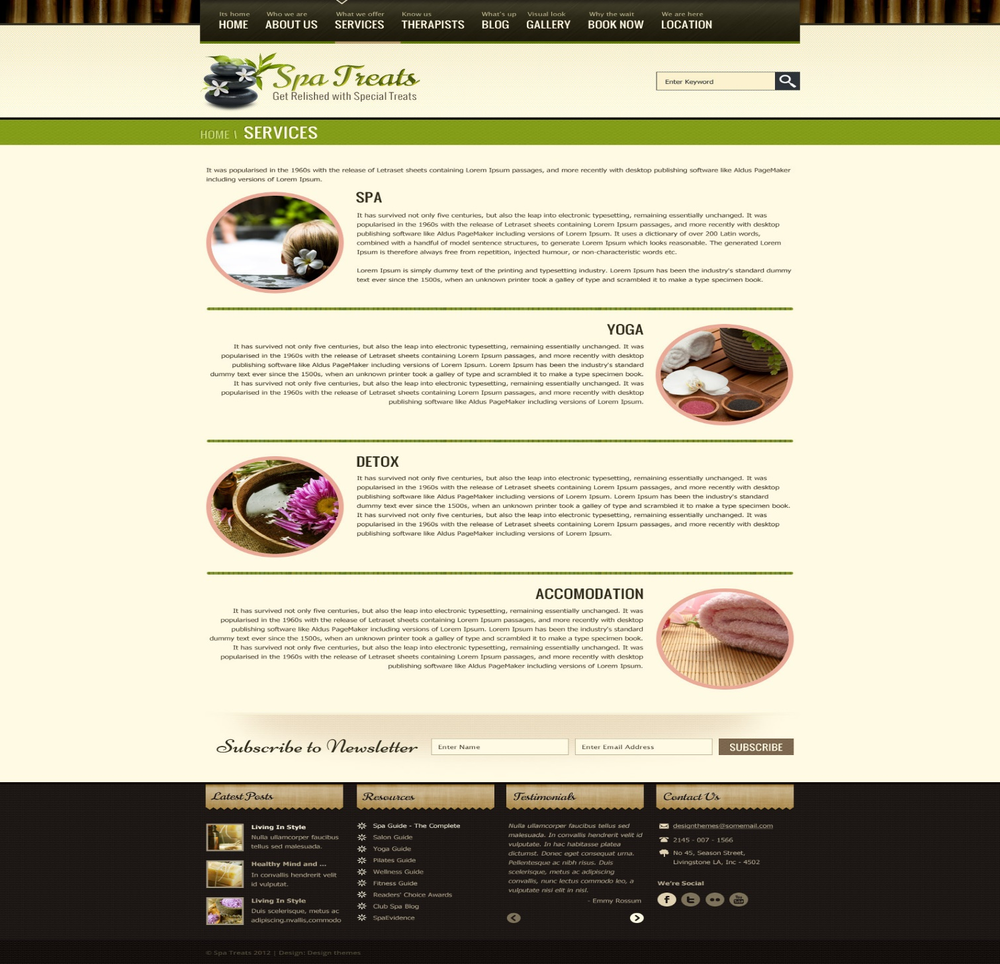 Its home
HOME
Who we are
ABOUT US
What we offer
SERVICES
Know us
THERAPISTS
What's up
BLOG
Visual look
GALLERY
Why the wait
BOOK NOW
We are here
LOCATION
Spa Treats
Get Relished with Special Treats
Enter Keyword
HOME \ SERVICES
It was popularised in the 1960s with the release of Letraset sheets containing Lorem Ipsum passages, and more recently with desktop publishing software like Aldus PageMaker
including versions of Lorem Ipsum.
SPA
It has survived not only five centuries, but also the leap into electronic typesetting, remaining essentially unchanged. It was
popularised in the 1960s with the release of Letraset sheets containing Lorem Ipsum passages, and more recently with desktop
publishing software like Aldus PageMaker including versions of Lorem Ipsum. It uses a dictionary of over 200 Latin words,
combined with a handful of model sentence structures, to generate Lorem Ipsum which looks reasonable. The generated Lorem
Ipsum is therefore always free from repetition, injected humour, or non-characteristic words etc.
Lorem Ipsum is simply dummy text of the printing and typesetting industry. Lorem Ipsum has been the industry's standard dummy
text ever since the 1500s, when an unknown printer took a galley of type and scrambled it to make a type specimen book.
YOGA
It has survived not only five centuries, but also the leap into electronic typesetting, remaining essentially unchanged. It was
popularised in the 1960s with the release of Letraset sheets containing Lorem Ipsum passages, and more recently with desktop
publishing software like Aldus PageMaker including versions of Lorem Ipsum. Lorem Ipsum has been the industry's standard
dummy text ever since the 1500s, when an unknown printer took a galley of type and scrambled it to make a type specimen book.
It has survived not only five centuries, but also the leap into electronic typesetting, remaining essentially unchanged. It was
popularised in the 1960s with the release of Letraset sheets containing Lorem Ipsum passages, and more recently with desktop
publishing software like Aldus PageMaker including versions of Lorem Ipsum.
DETOX
It has survived not only five centuries, but also the leap into electronic typesetting, remaining essentially unchanged. It was
popularised in the 1960s with the release of Letraset sheets containing Lorem Ipsum passages, and more recently with desktop
publishing software like Aldus PageMaker including versions of Lorem Ipsum. Lorem Ipsum has been the industry's standard
dummy text ever since the 1500s, when an unknown printer took a galley of type and scrambled it to make a type specimen book.
It has survived not only five centuries, but also the leap into electronic typesetting, remaining essentially unchanged. It was
popularised in the 1960s with the release of Letraset sheets containing Lorem Ipsum passages, and more recently with desktop
publishing software like Aldus PageMaker including versions of Lorem Ipsum.
ACCOMODATION
It has survived not only five centuries, but also the leap into electronic typesetting, remaining essentially unchanged. It was
popularised in the 1960s with the release of Letraset sheets containing Lorem Ipsum passages, and more recently with desktop
publishing software like Aldus PageMaker including versions of Lorem Ipsum. Lorem Ipsum has been the industry's standard
dummy text ever since the 1500s, when an unknown printer took a galley of type and scrambled it to make a type specimen book.
It has survived not only five centuries, but also the leap into electronic typesetting, remaining essentially unchanged. It was
popularised in the 1960s with the release of Letraset sheets containing Lorem Ipsum passages, and more recently with desktop
publishing software like Aldus PageMaker including versions of Lorem Ipsum.
Subscribe to Newsletter
Enter Name
Enter Email Address
SUBSCRIBE
Latest Posts
Living In Style
Nulla ullamcorper faucibus
tellus sed malesuada.
Healthy Mind and ...
In convallis hendrerit velit
id vulputat.
Living In Style
Duis scelerisque, metus ac
adipiscing.nvallis,commodo
Resources
Spa Guide - The Complete
Salon Guide
Yoga Guide
Pilates Guide
Wellness Guide
Fitness Guide
Readers' Choice Awards
Club Spa Blog
SpaEvidence
Testimonials
Nulla ullamcorper faucibus tellus sed
malesuada. In convallis hendrerit velit id
vulputate. In hac habitasse platea
dictumst. Donec eget consequat urna.
Pellentesque ac nibh risus. Duis
scelerisque, metus ac adipiscing
convallis, nunc lectus commodo leo, a
vulputate nisi elit in nisl.
- Emmy Rossum
Contact Us
designthemes@somemail.com
2145 - 007 - 1566
No 45, Season Street,
Livingstone LA, Inc - 4502
We're Social
f
t
You
Tube
© Spa Treats 2012 | Design: Design themes